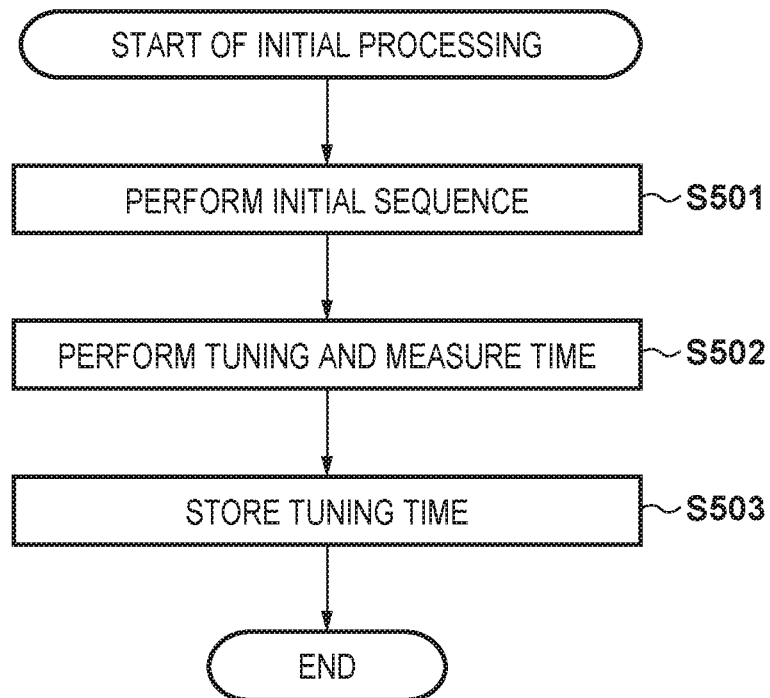 START OF INITIAL PROCESSING
PERFORM INITIAL SEQUENCE S501
PERFORM TUNING AND MEASURE TIME S502
STORE TUNING TIME S503
END